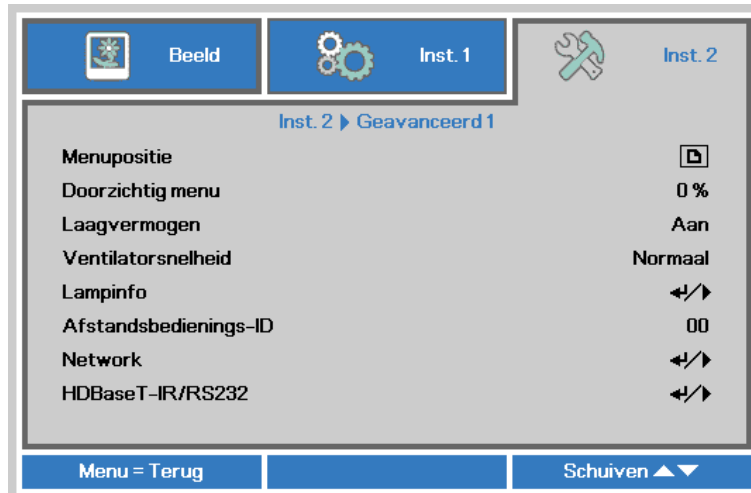 Beeld Inst. 1 Inst. 2
Inst. 2 Geavanceerd 1
Menupositie
Doorzichtig menu 0 %
Laagvermogen Aan
Ventilatorsnelheid Normaal
Lampinfo
Afstandsbedienings-ID 00
Network
HDBaseT-IR/RS232
Menu = Terug Schuiven